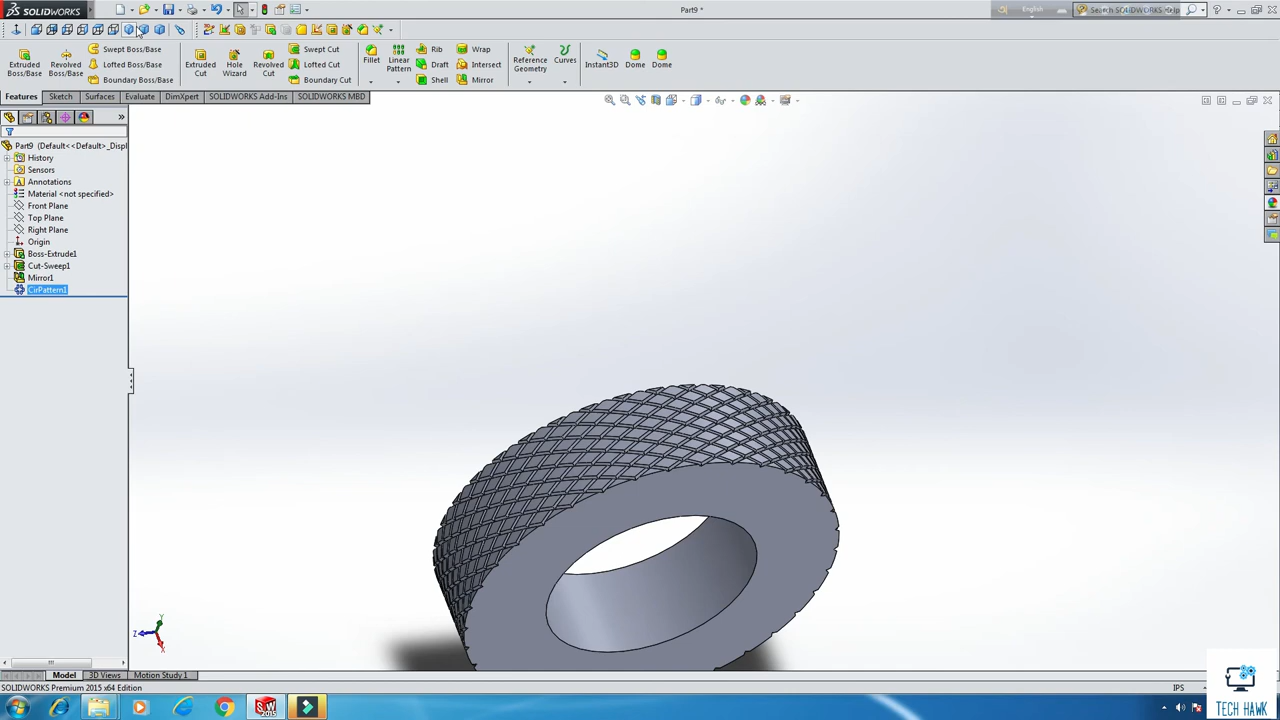 SOLIDWORKS
Part9 *
English
Search SOLIDWORKS Help
Extruded Boss/Base
Revolved Boss/Base
Swept Boss/Base
Lofted Boss/Base
Boundary Boss/Base
Extruded Cut
Hole Wizard
Revolved Cut
Swept Cut
Lofted Cut
Boundary Cut
Fillet
Linear Pattern
Rib
Draft
Shell
Wrap
Intersect
Mirror
Reference Geometry
Curves
Instant3D
Dome
Dome
Features
Sketch
Surfaces
Evaluate
DimXpert
SOLIDWORKS Add-Ins
SOLIDWORKS MBD
Part9 (Default<<Default>_Displ
History
Sensors
Annotations
Material <not specified>
Front Plane
Top Plane
Right Plane
Origin
Boss-Extrude1
Cut-Sweep1
Mirror1
CirPattern1
Y
Z
X
Model
3D Views
Motion Study 1
SOLIDWORKS Premium 2015 x64 Edition
IPS
SW
2015
TECH HAWK